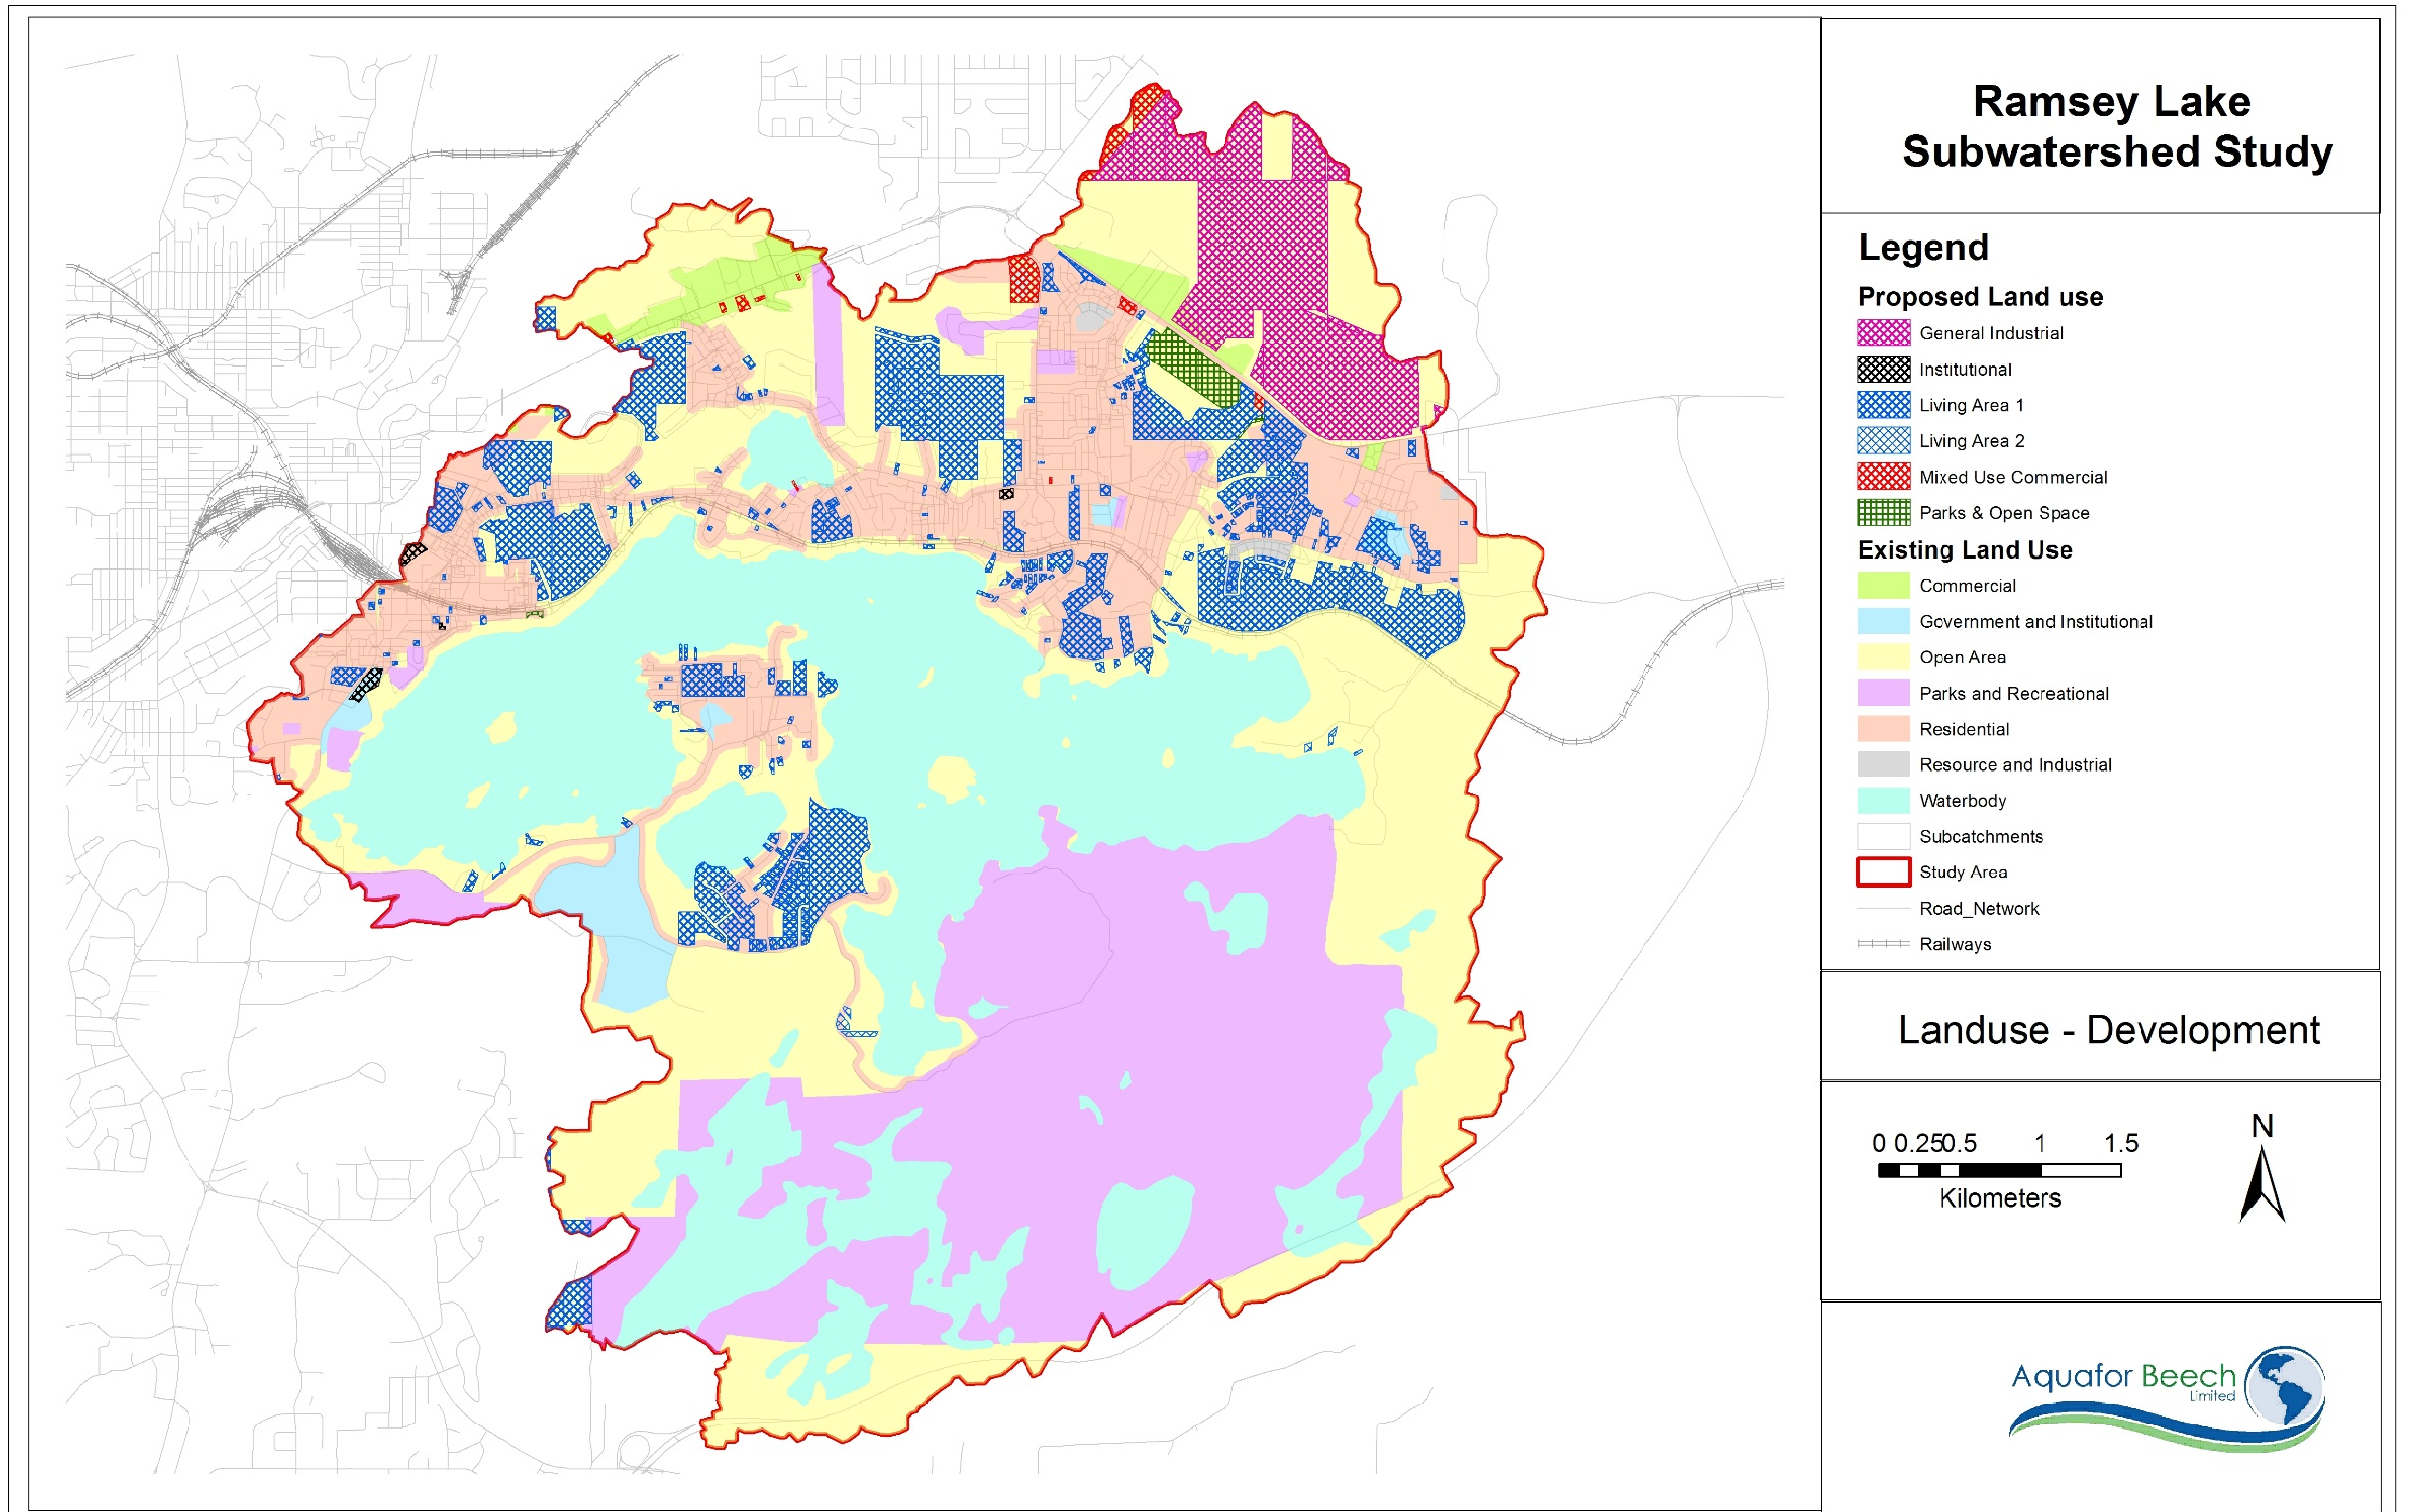 Ramsey Lake
Subwatershed Study
Legend
Proposed Land use
General Industrial
Institutional
Living Area 1
Living Area 2
Mixed Use Commercial
Parks & Open Space
Existing Land Use
Commercial
Government and Institutional
Open Area
Parks and Recreational
Residential
Resource and Industrial
Waterbody
Subcatchments
Study Area
Road_Network
Railways
Landuse - Development
0 0.250.5 1 1.5
Kilometers
N
Aquafor Beech
Limited